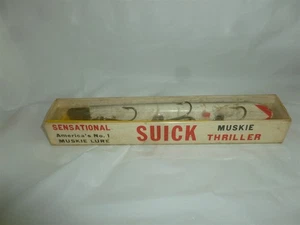 SENSATIONAL
America's No. 1
MUSKIE LURE
SUICK
MUSKIE
THRILLER